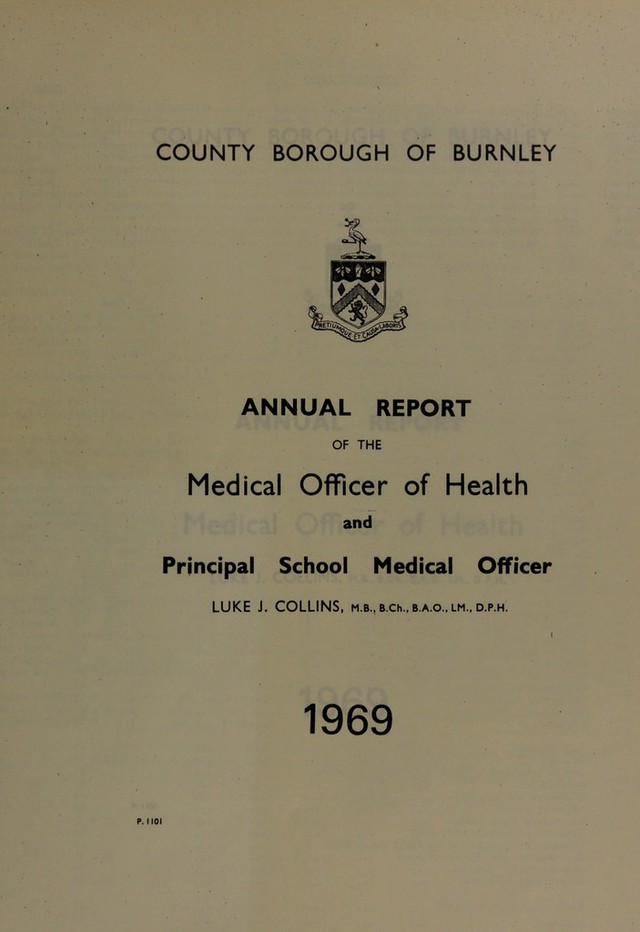 COUNTY BOROUGH OF BURNLEY
PRETIUMQUE ET CAUSA LABORIS
ANNUAL REPORT
OF THE
Medical Officer of Health
and
Principal School Medical Officer
LUKE J. COLLINS, M.B., B.Ch., B.A.O., LM., D.P.H.
1969
P. 1101